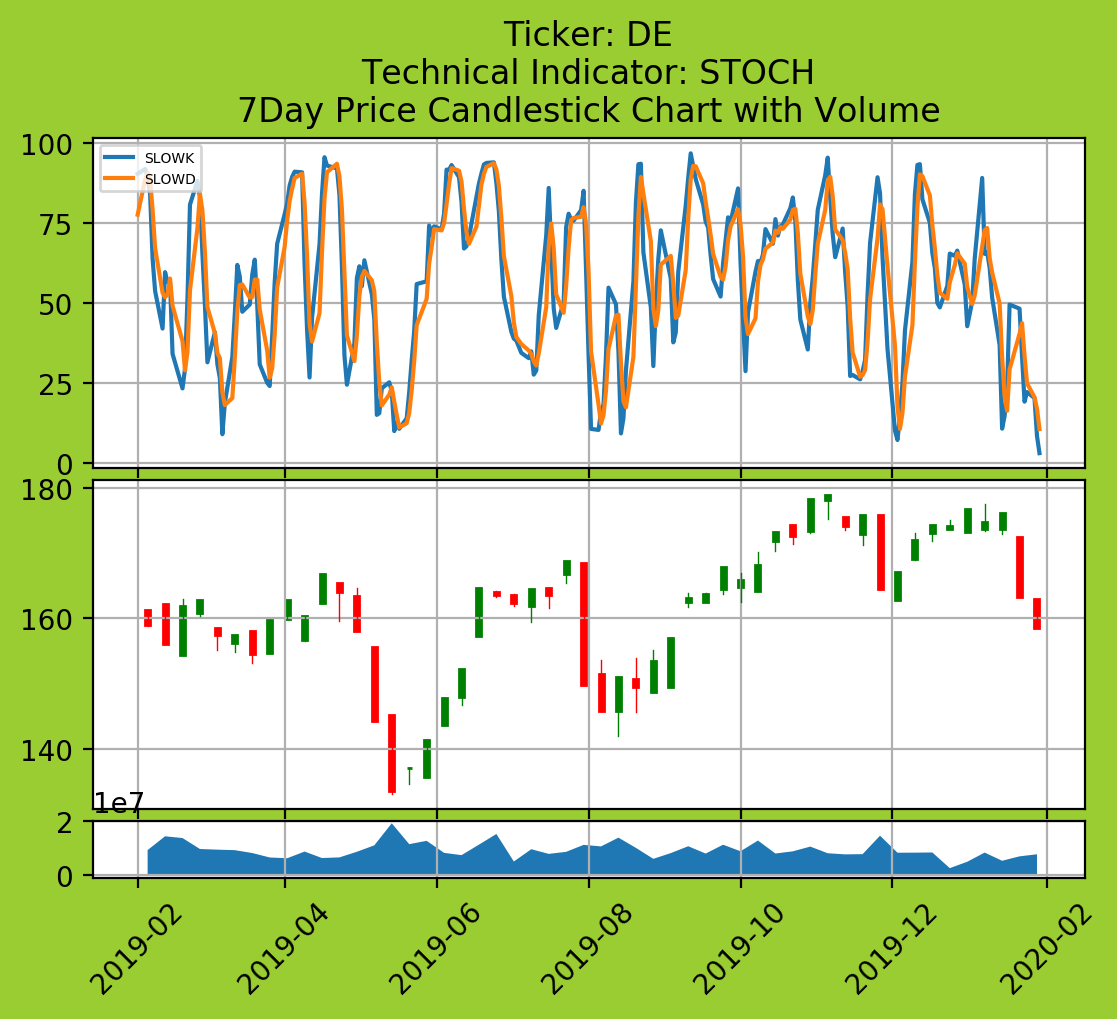 Ticker: DE
Technical Indicator: STOCH
7Day Price Candlestick Chart with Volume
100
SLOWK
SLOWD
75
50
25
0
180
160
140
1e7
2
0
2019-02
2019-04
2019-06
2019-08
2019-10
2019-12
2020-02